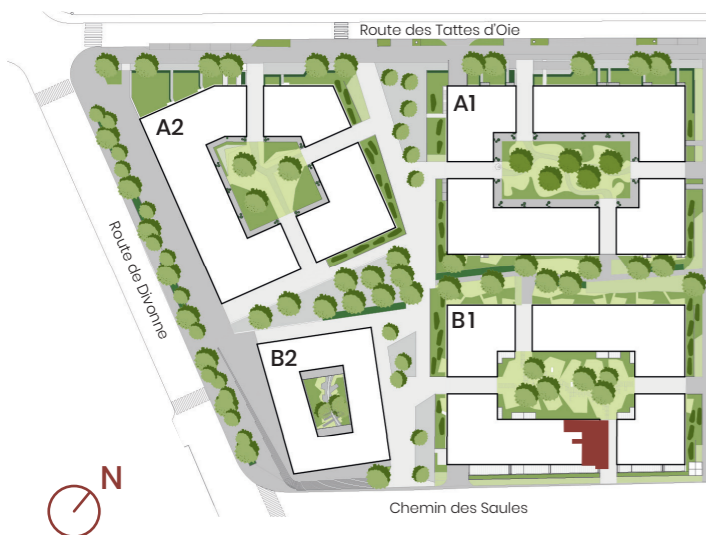 Route des Tattes d'Oie
A2
A1
Route de Divonne
B2
B1
N
Chemin des Saules